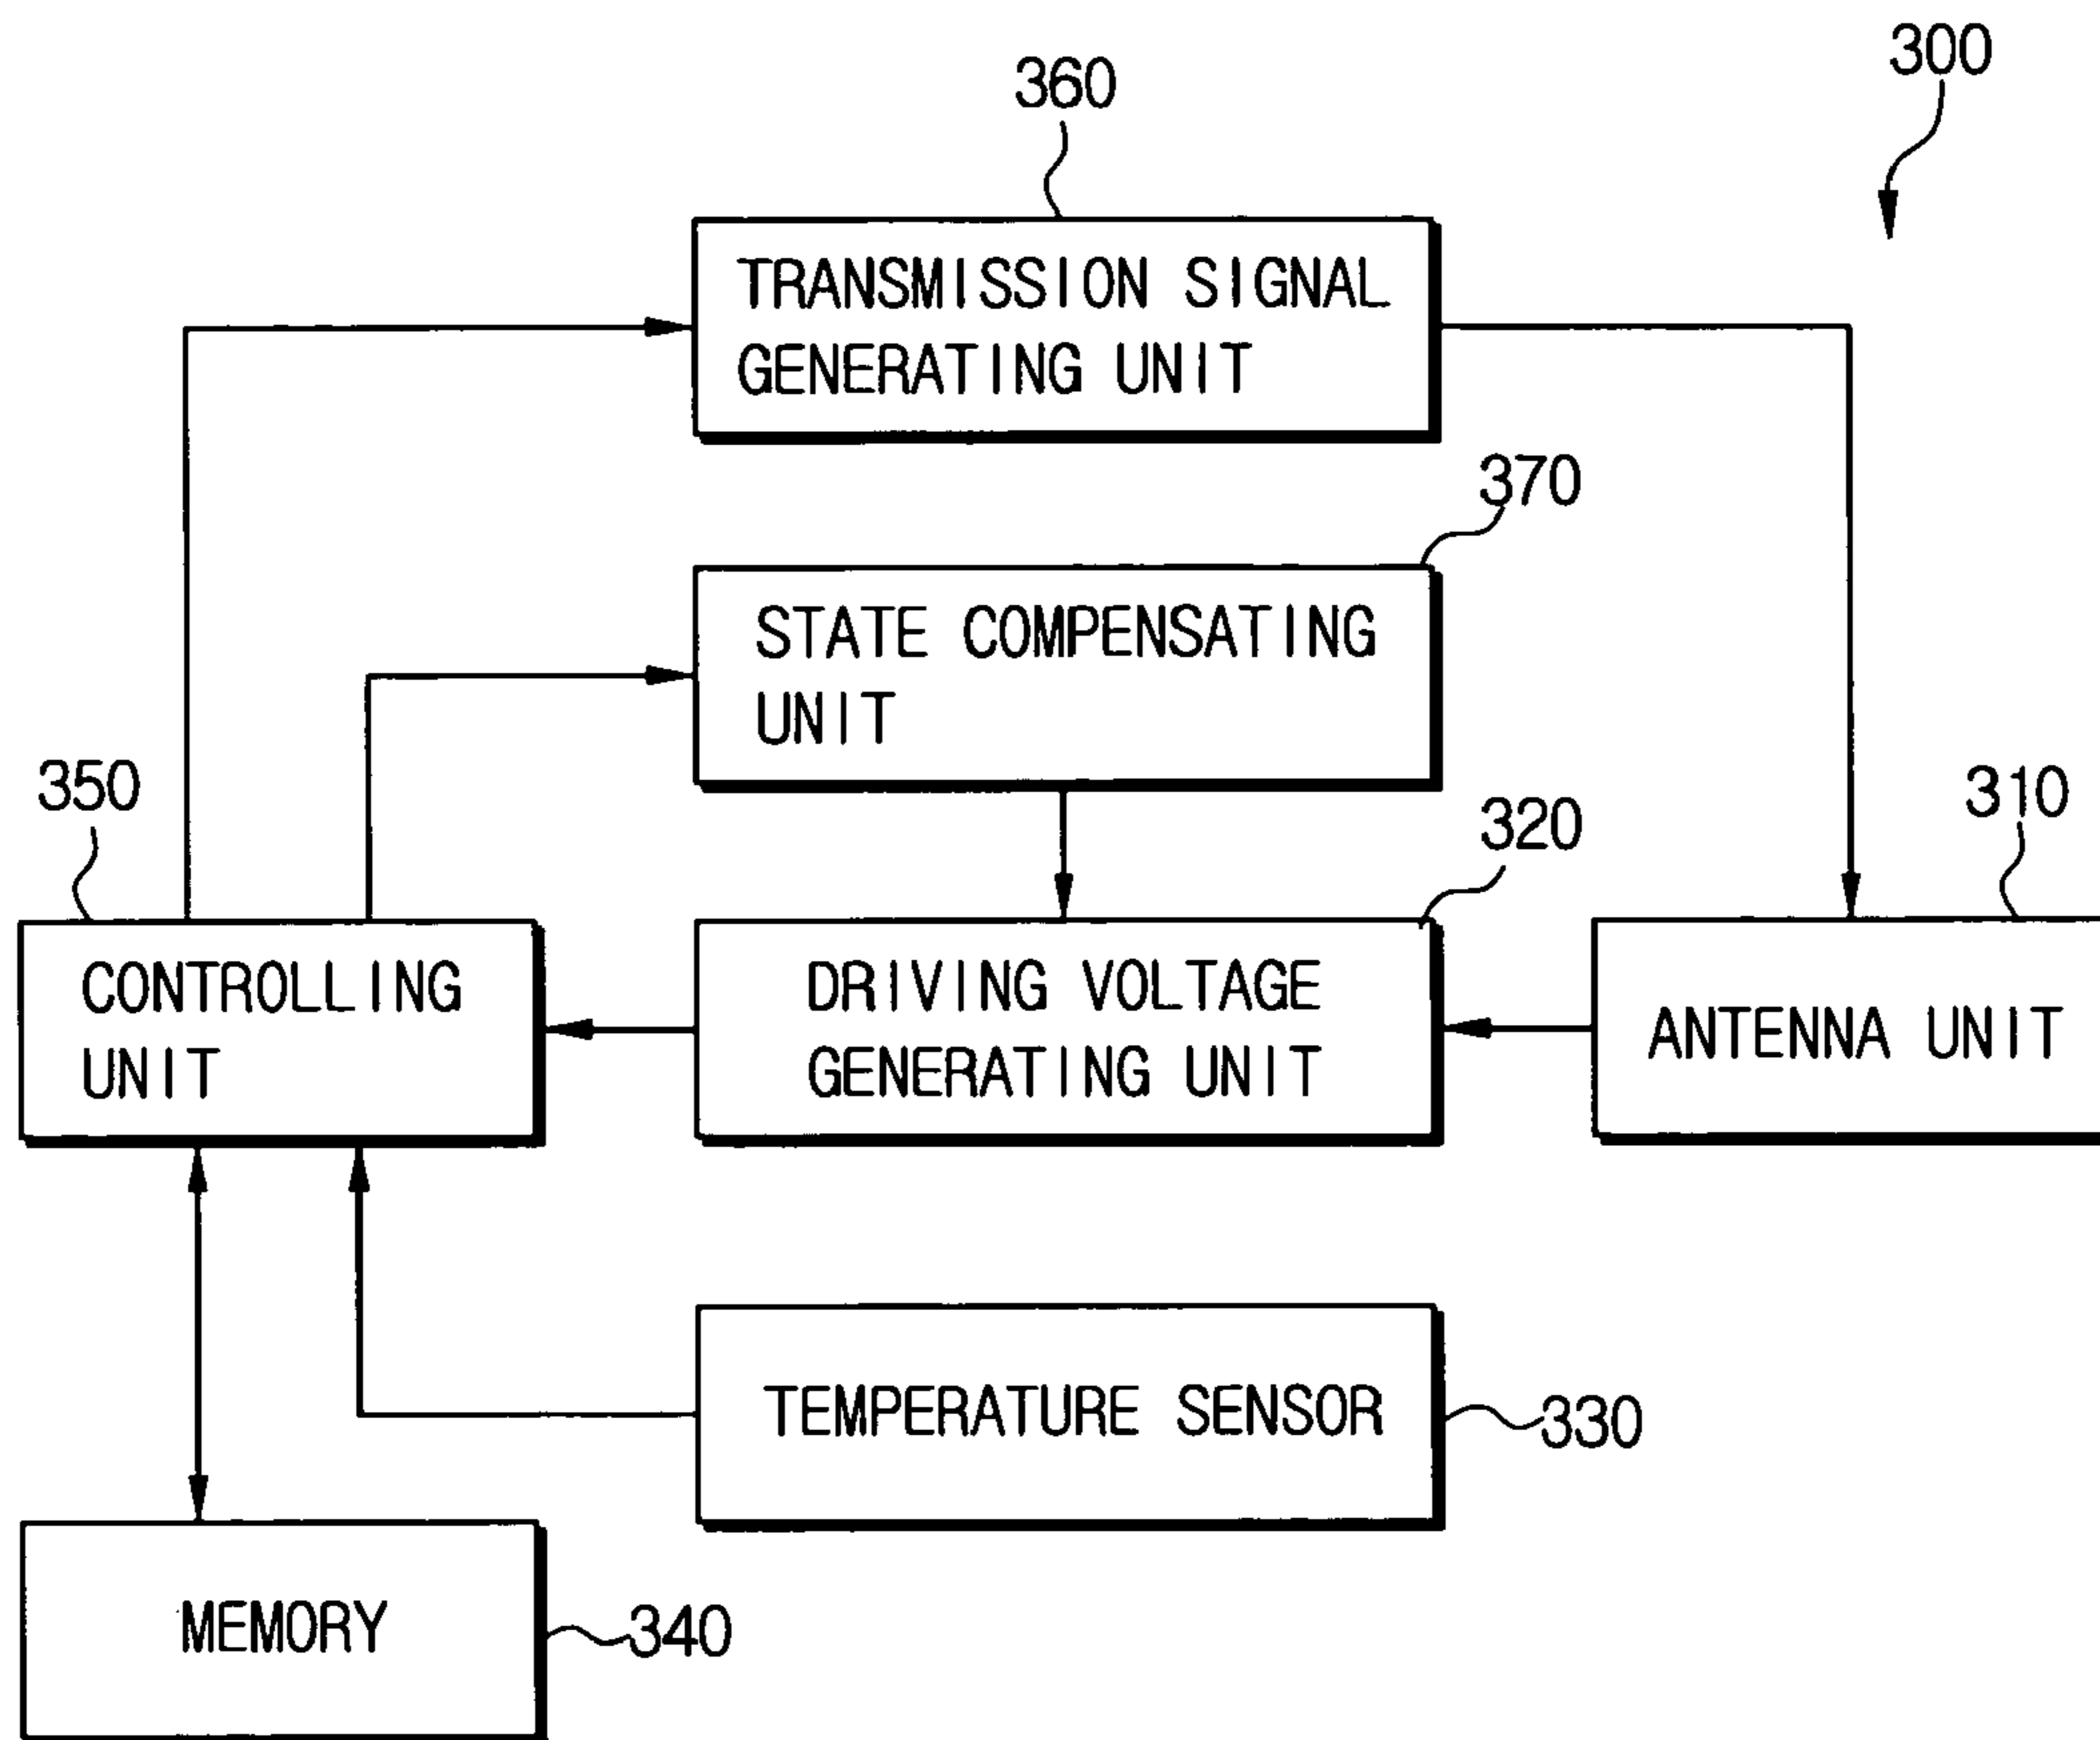 300
360
TRANSMISSION SIGNAL
GENERATING UNIT
370
STATE COMPENSATING
UNIT
350
320
310
CONTROLLING
UNIT
DRIVING VOLTAGE
GENERATING UNIT
ANTENNA UNIT
TEMPERATURE SENSOR
330
MEMORY
340